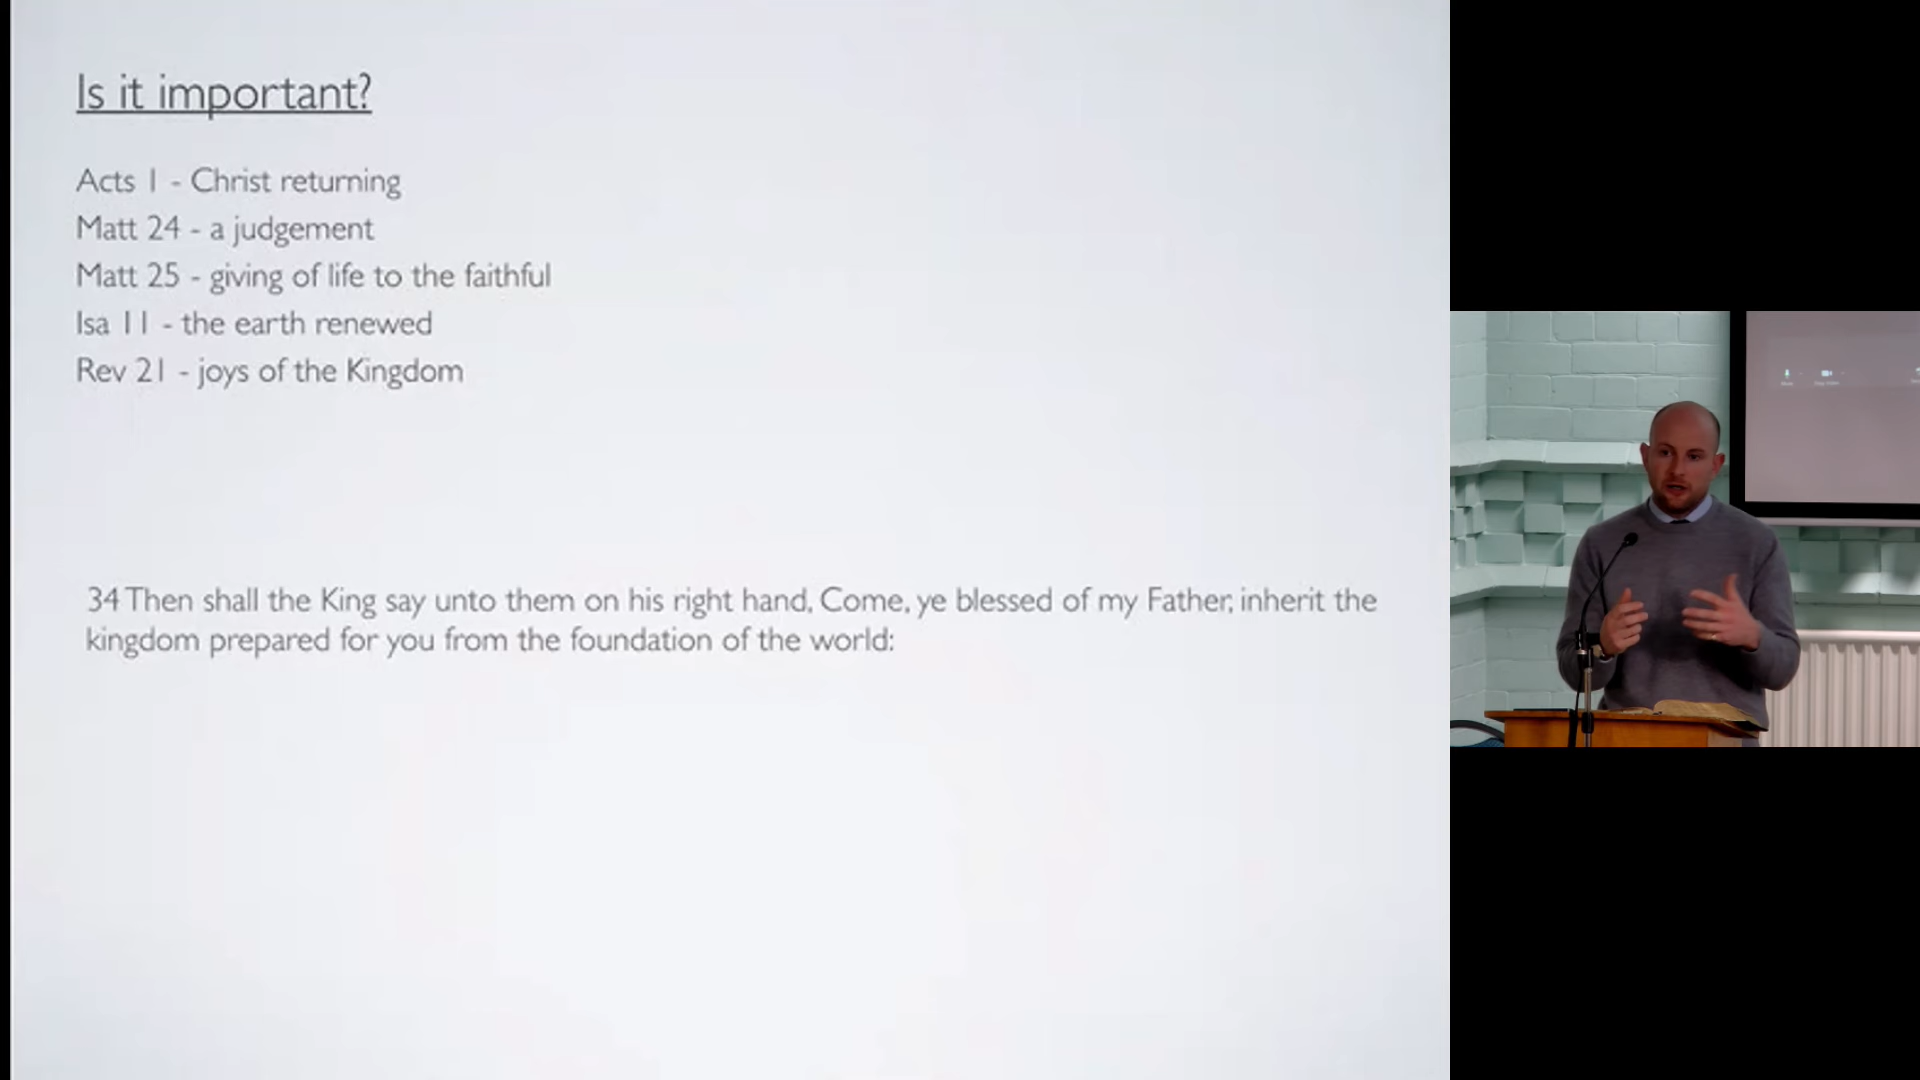 Is it important?
Acts 1 - Christ returning
Matt 24 - a judgement
Matt 25 - giving of life to the faithful
Isa 11 - the earth renewed
Rev 21 - joys of the Kingdom
34 Then shall the King say unto them on his right hand, Come, ye blessed of my Father, inherit the
kingdom prepared for you from the foundation of the world: